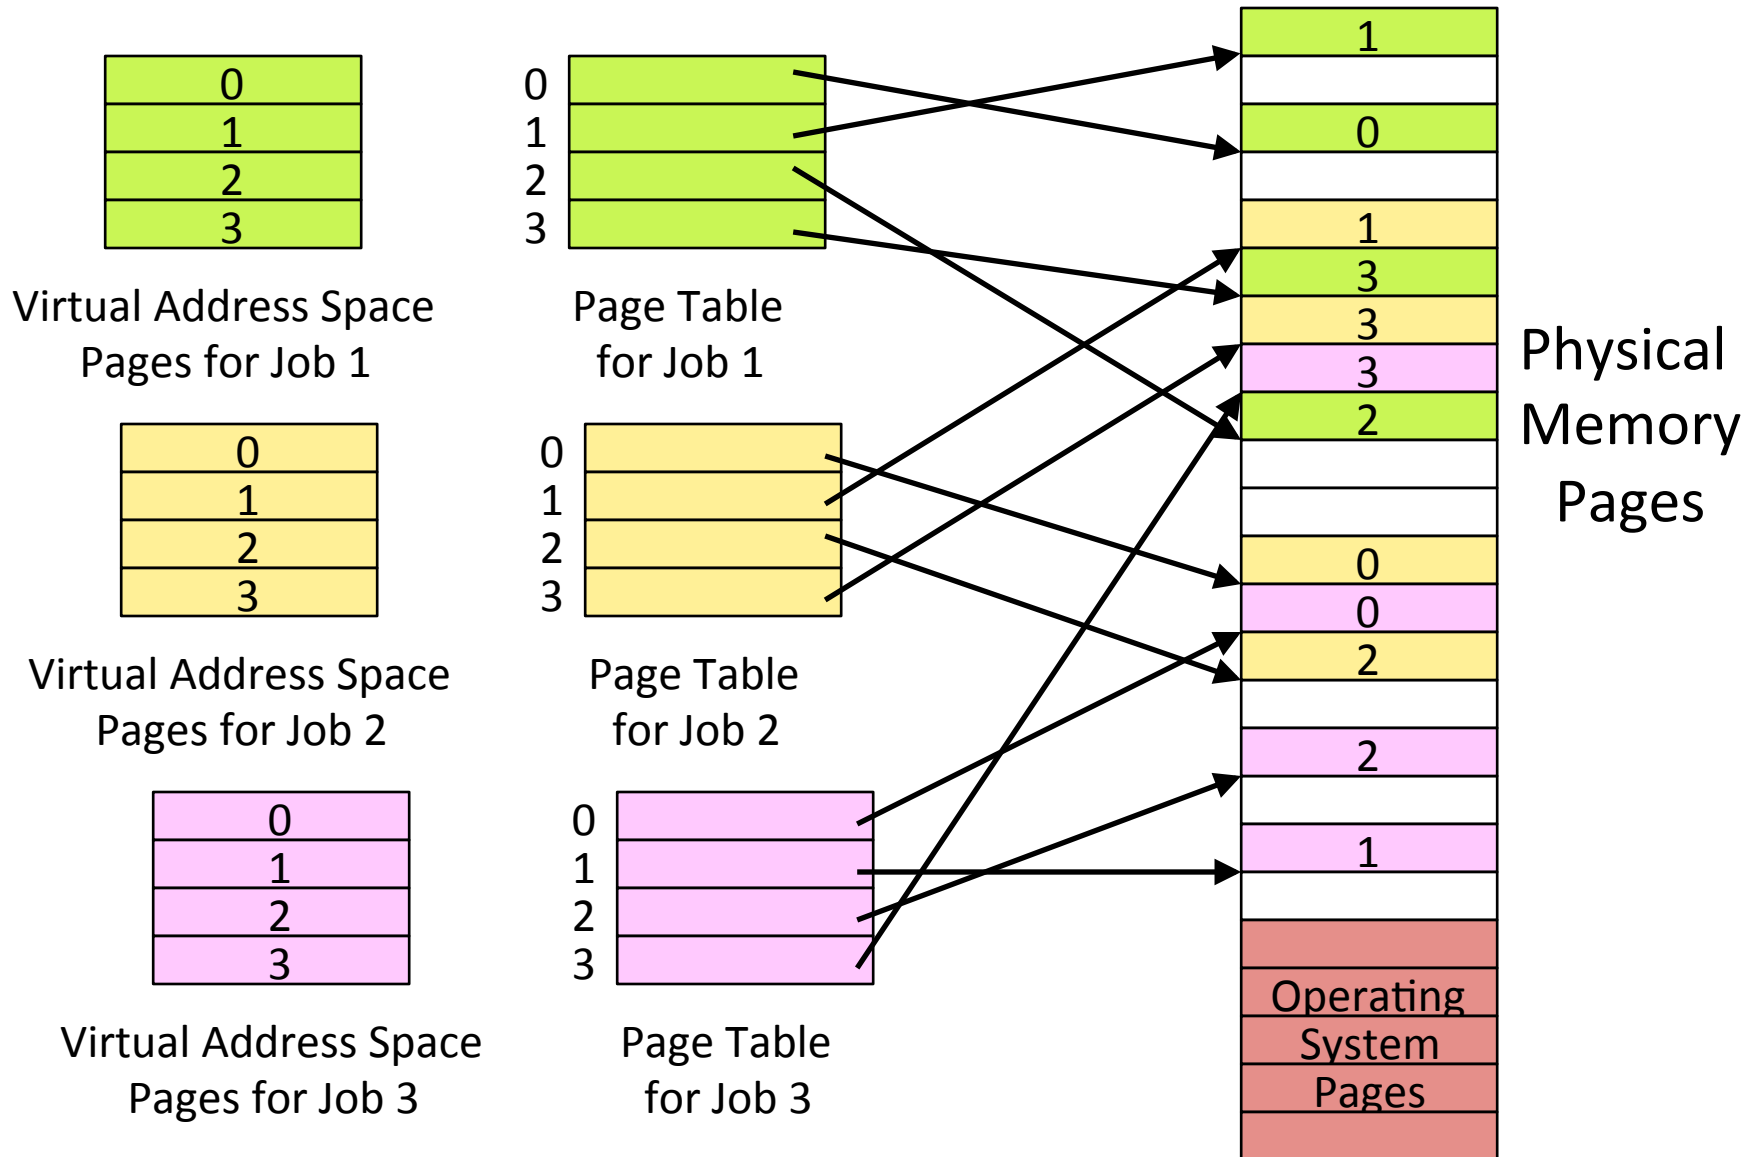 0
1
2
3
Virtual Address Space
Pages for Job 1
0
1
2
3
Page Table
for Job 1
0
1
2
3
Virtual Address Space
Pages for Job 2
0
1
2
3
Page Table
for Job 2
0
1
2
3
Virtual Address Space
Pages for Job 3
0
1
2
3
Page Table
for Job 3
1
0
1
3
3
3
2
0
0
2
2
1
Operating
System
Pages
Physical
Memory
Pages